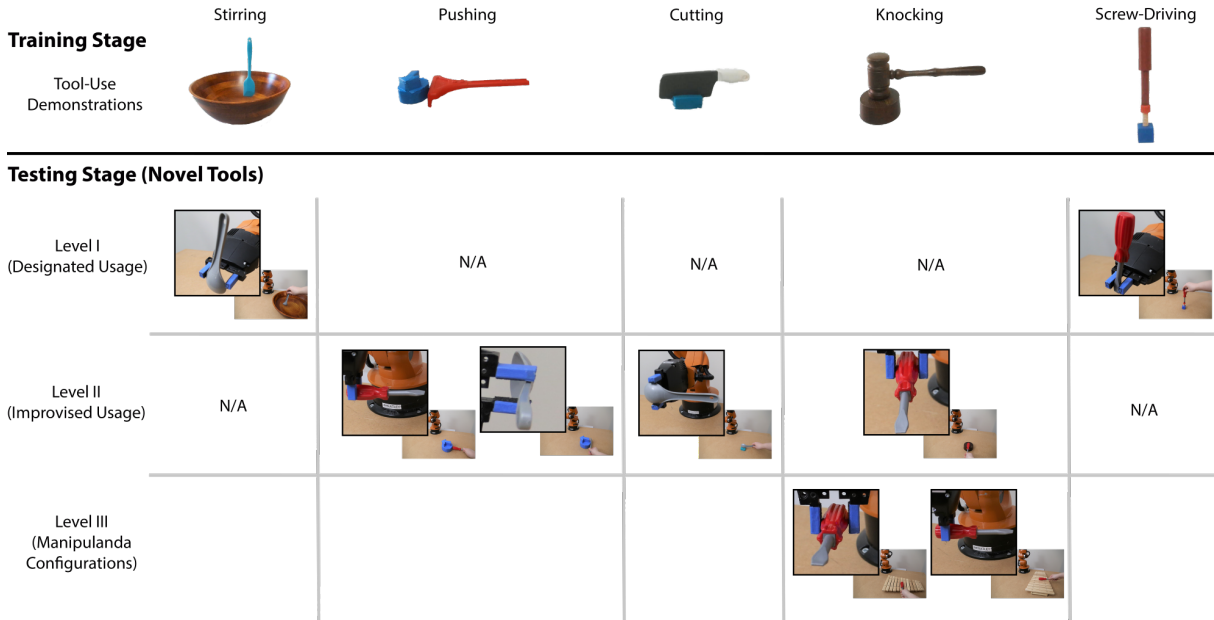 Stirring
Pushing
Cutting
Knocking
Screw-Driving
Training Stage
Tool-Use
Demonstrations
Testing Stage (Novel Tools)
Level I
(Designated Usage)
N/A
N/A
N/A
Level II
(Improvised Usage)
N/A
N/A
Level III
(Manipulanda
Configurations)